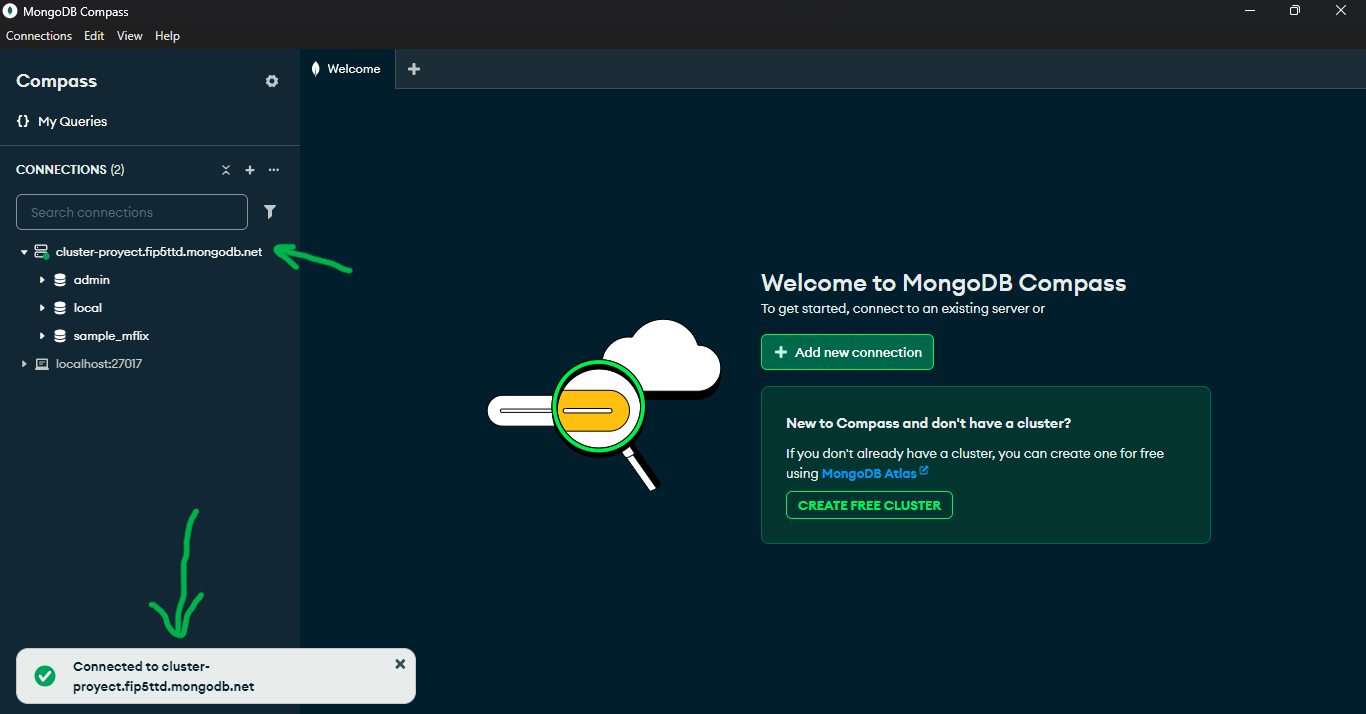 MongoDB Compass
Connections Edit View Help
Compass
{} My Queries
CONNECTIONS (2)
Search connections
cluster-proyect.fip5ttd.mongodb.net
admin
local
sample_mflix
localhost:27017
Welcome
Welcome to MongoDB Compass
To get started, connect to an existing server or
Add new connection
New to Compass and don't have a cluster?
If you don't already have a cluster, you can create one for free
using MongoDB Atlas
CREATE FREE CLUSTER
Connected to cluster-
proyect.fip5ttd.mongodb.net